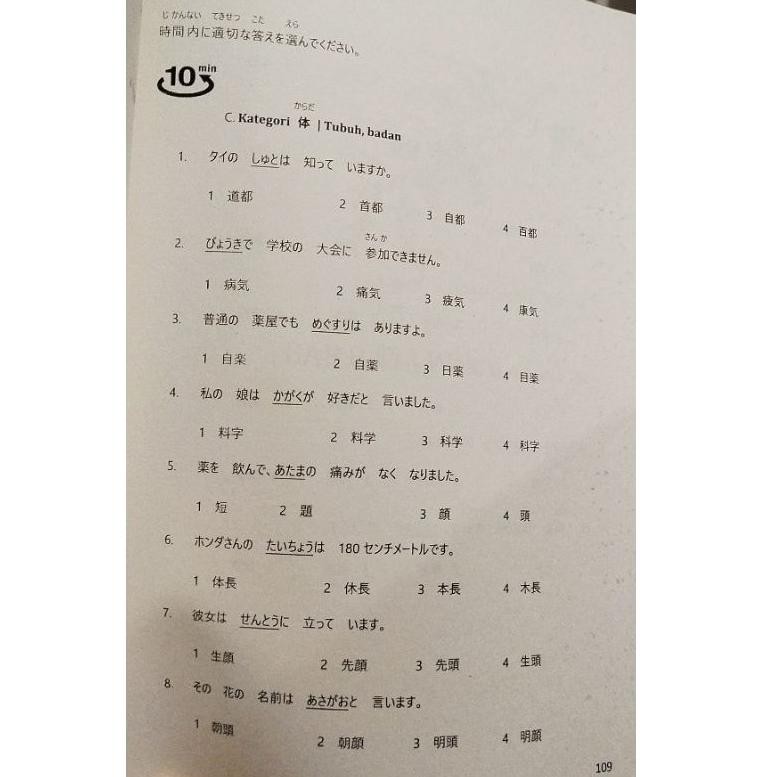 じかんない てきせつ こた えら
時間内に適切な答えを選んでください。
10 min
からだ
C. Kategori 体 | Tubuh, badan
1. タイの しゅとは 知って いますか。
1 道都 2 首都 3 自都 4 百都
さんか
2. びょうきで 学校の 大会に 参加できません。
1 病気 2 痛気 3 疲気 4 康気
3. 普通の 薬屋でも めぐすりは ありますよ。
1 自楽 2 自薬 3 日薬 4 目薬
4. 私の 娘は かがくが 好きだと 言いました。
1 料字 2 料学 3 科学 4 科字
5. 薬を 飲んで、あたまの 痛みが なく なりました。
1 短 2 題 3 顔 4 頭
6. ホンダさんの たいちょうは 180 センチメートルです。
1 体長 2 休長 3 本長 4 木長
7. 彼女は せんとうに 立って います。
1 生顔 2 先顔 3 先頭 4 生頭
8. その 花の 名前は あさがおと 言います。
1 朝頭 2 朝顔 3 明頭 4 明顔
109